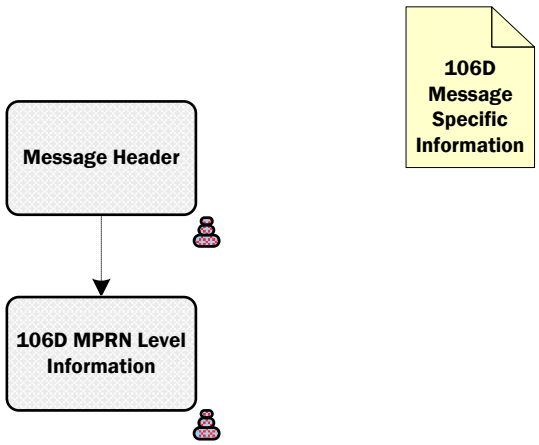 106D
Message
Specific
Information
Message Header
106D MPRN Level
Information